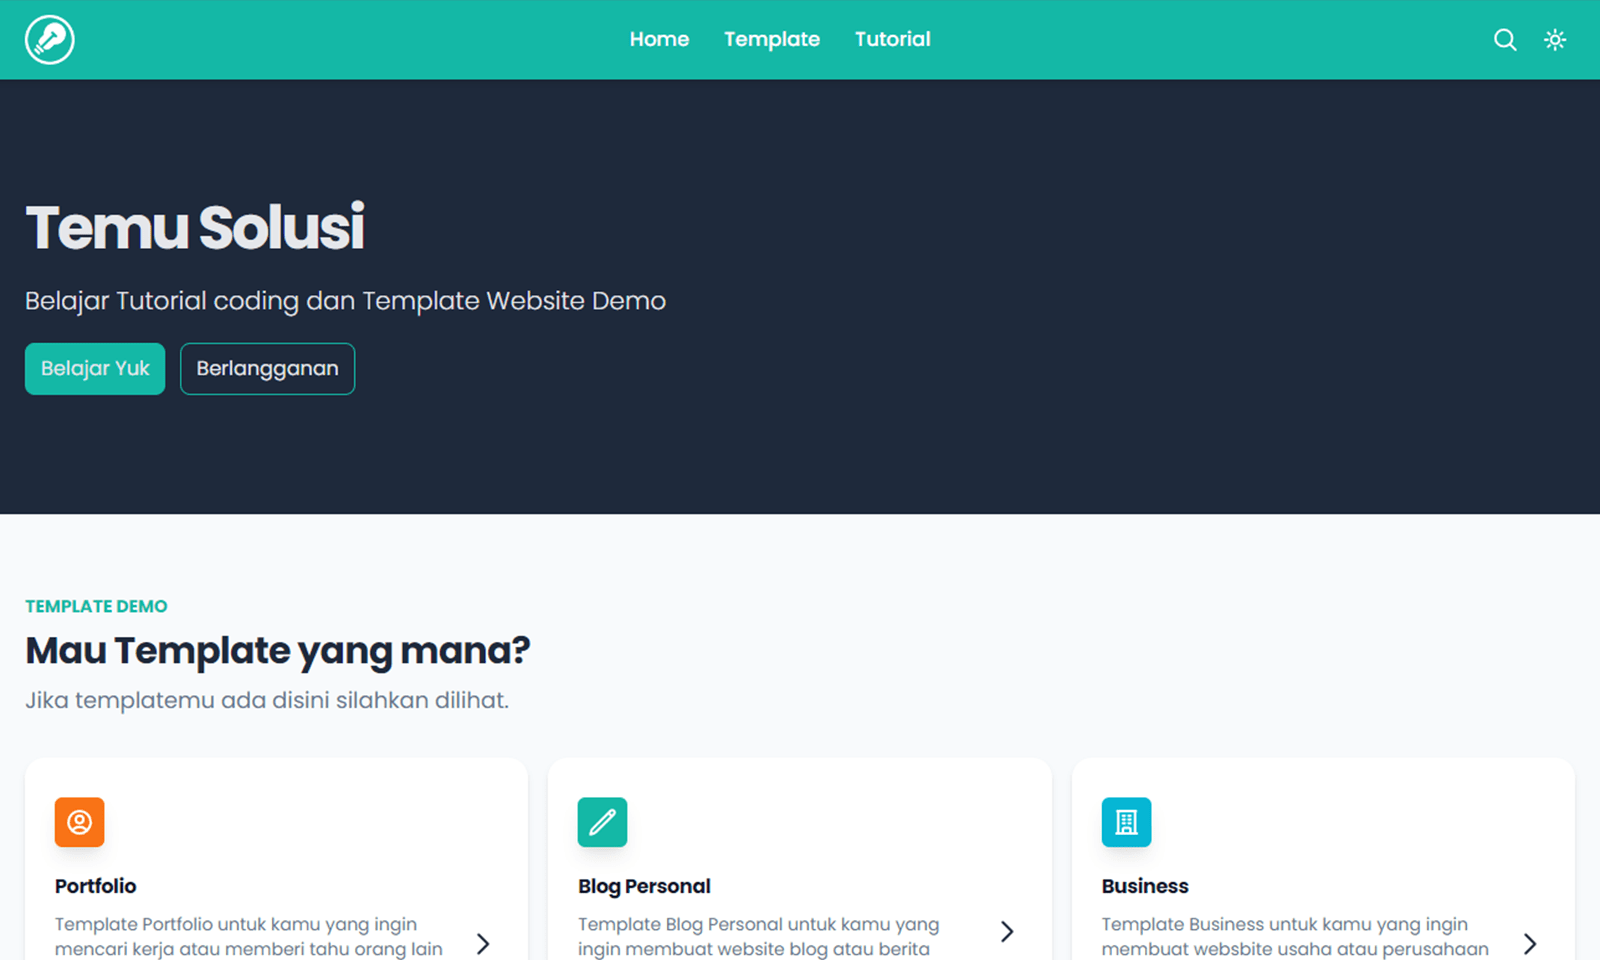 Home Template Tutorial
Temu Solusi
Belajar Tutorial coding dan Template Website Demo
Belajar Yuk Berlangganan
TEMPLATE DEMO
Mau Template yang mana?
Jika templatemu ada disini silahkan dilihat.
Portfolio
Template Portfolio untuk kamu yang ingin
mencari kerja atau memberi tahu orang lain
Blog Personal
Template Blog Personal untuk kamu yang
ingin membuat website blog atau berita
Business
Template Business untuk kamu yang ingin
membuat websbite usaha atau perusahaan